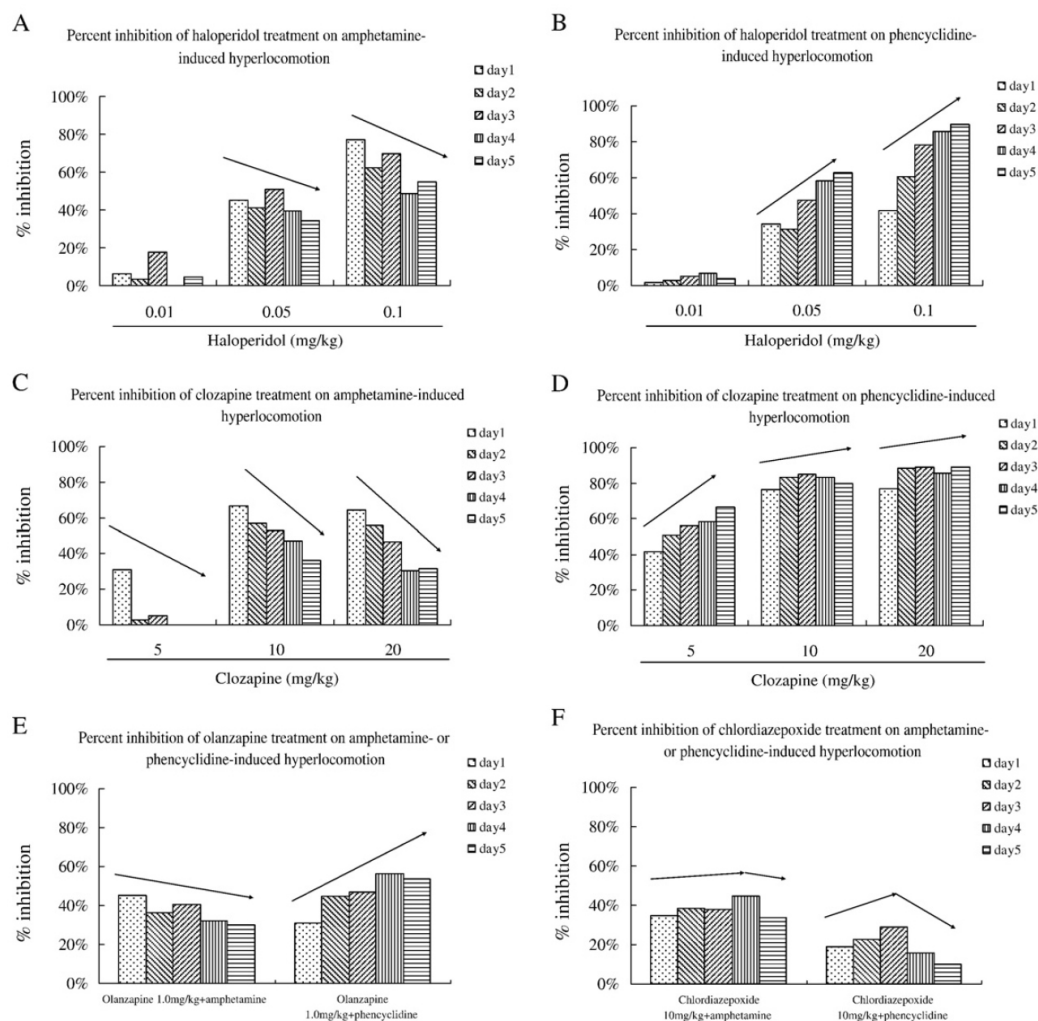 A
Percent inhibition of haloperidol treatment on amphetamine-
induced hyperlocomotion
day1
day2
day3
day4
day5
100%
80%
60%
40%
20%
0%
% inhibition
0.01 0.05 0.1
Haloperidol (mg/kg)
B
Percent inhibition of haloperidol treatment on phencyclidine-
induced hyperlocomotion
day1
day2
day3
day4
day5
100%
80%
60%
40%
20%
0%
% inhibition
0.01 0.05 0.1
Haloperidol (mg/kg)
C
Percent inhibition of clozapine treatment on amphetamine-induced
hyperlocomotion
day1
day2
day3
day4
day5
100%
80%
60%
40%
20%
0%
% inhibition
5 10 20
Clozapine (mg/kg)
D
Percent inhibition of clozapine treatment on phencyclidine-induced
hyperlocomotion
day1
day2
day3
day4
day5
100%
80%
60%
40%
20%
0%
% inhibition
5 10 20
Clozapine (mg/kg)
E
Percent inhibition of olanzapine treatment on amphetamine- or
phencyclidine-induced hyperlocomotion
day1
day2
day3
day4
day5
100%
80%
60%
40%
20%
0%
% inhibition
Olanzapine 1.0mg/kg+amphetamine
Olanzapine
1.0mg/kg+phencyclidine
F
Percent inhibition of chlordiazepoxide treatment on amphetamine-
or phencyclidine-induced hyperlocomotion
day1
day2
day3
day4
day5
100%
80%
60%
40%
20%
0%
% inhibition
Chlordiazepoxide
10mg/kg+amphetamine
Chlordiazepoxide
10mg/kg+phencyclidine